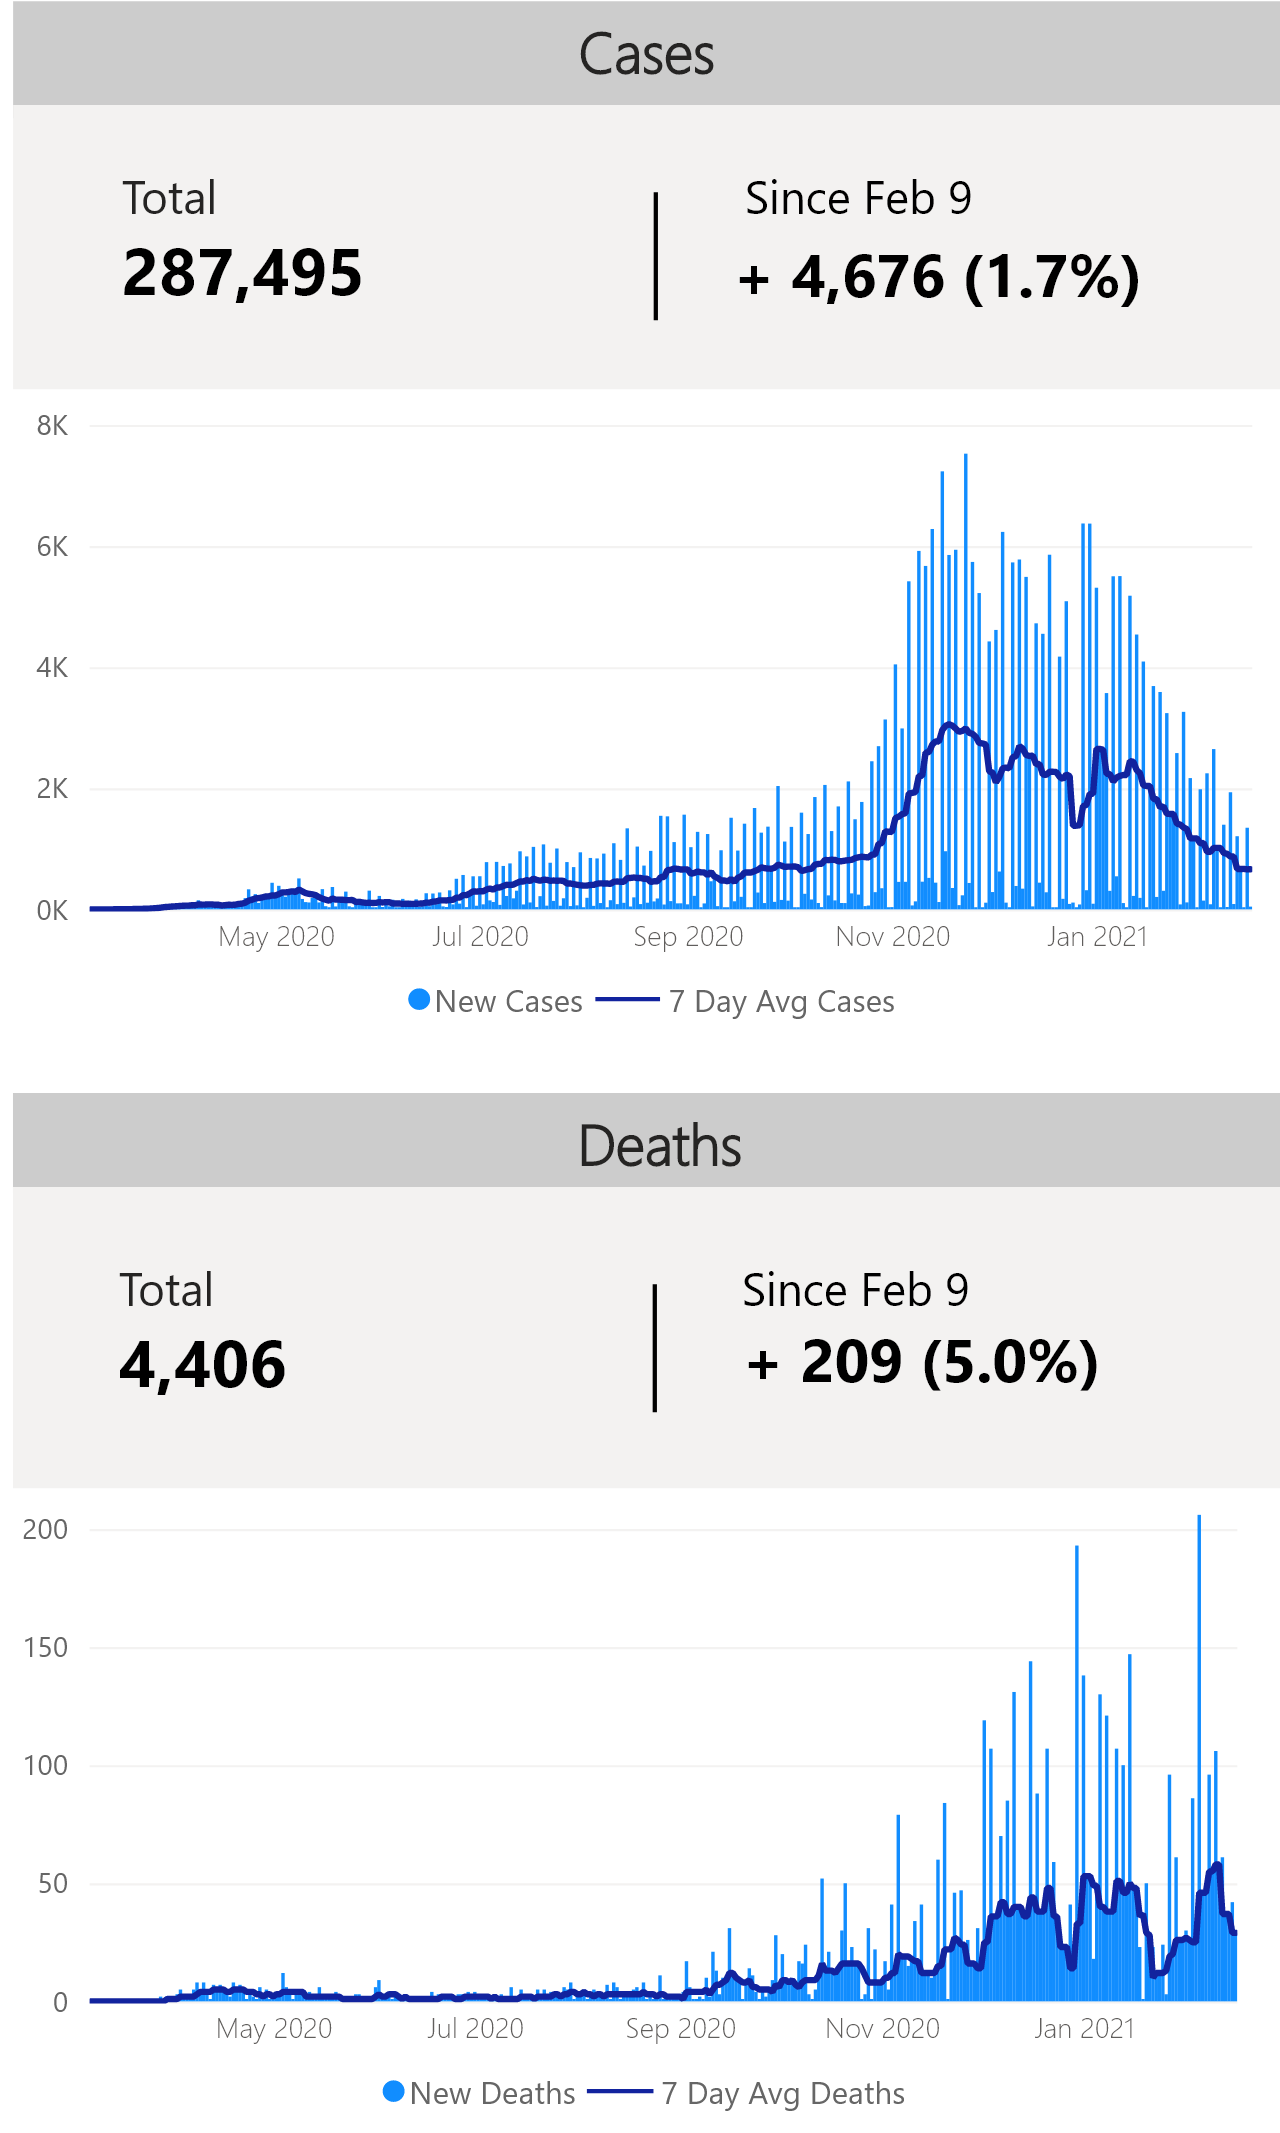 Cases
Total
Since Feb 9
287,495
+ 4,676 (1.7%)
8K
6K
4K
2K
0K
May 2020
Jul 2020
Sep 2020
Nov 2020
Jan 2021
New Cases
7 Day Avg Cases
Deaths
Total
Since Feb 9
4,406
+ 209 (5.0%)
200
150
100
50
0
May 2020
Jul 2020
Sep 2020
Nov 2020
Jan 2021
New Deaths
7 Day Avg Deaths